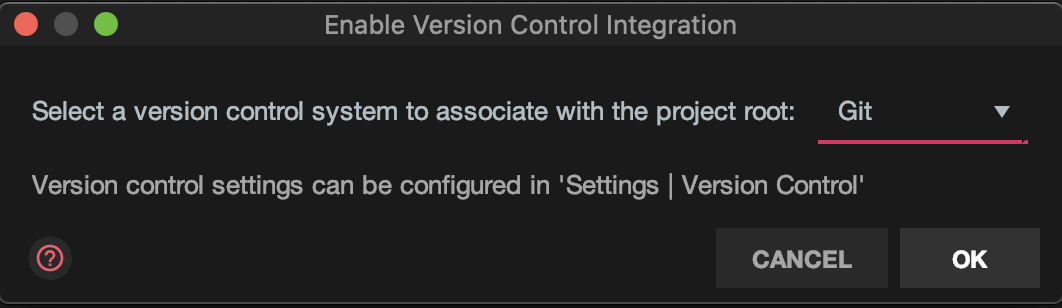 Enable Version Control Integration
Select a version control system to associate with the project root: Git
Version control settings can be configured in 'Settings | Version Control'
? CANCEL OK